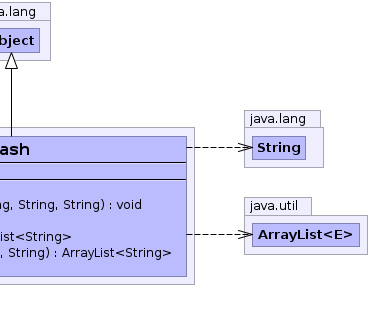 a.lang
bject
java.lang
String
ash
ng, String, String) : void
java.util
ist<String>
ArrayList<E>
, String) : ArrayList<String>